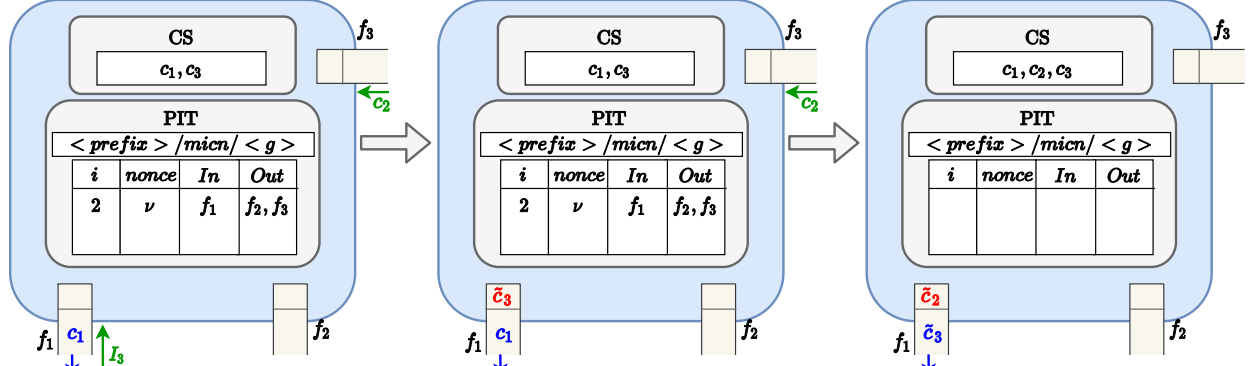 CS
c₁, c₃
f₃
c₂
PIT
< prefix > /micn/ < g >
i nonce In Out
2 ν f₁ f₂, f₃
f₁
c₁
I₃
f₂
CS
c₁, c₃
f₃
c₂
PIT
< prefix > /micn/ < g >
i nonce In Out
2 ν f₁ f₂, f₃
c̃₃
f₁
c₁
f₂
CS
c₁, c₂, c₃
f₃
PIT
< prefix > /micn/ < g >
i nonce In Out
c̃₂
f₁
c̃₃
f₂